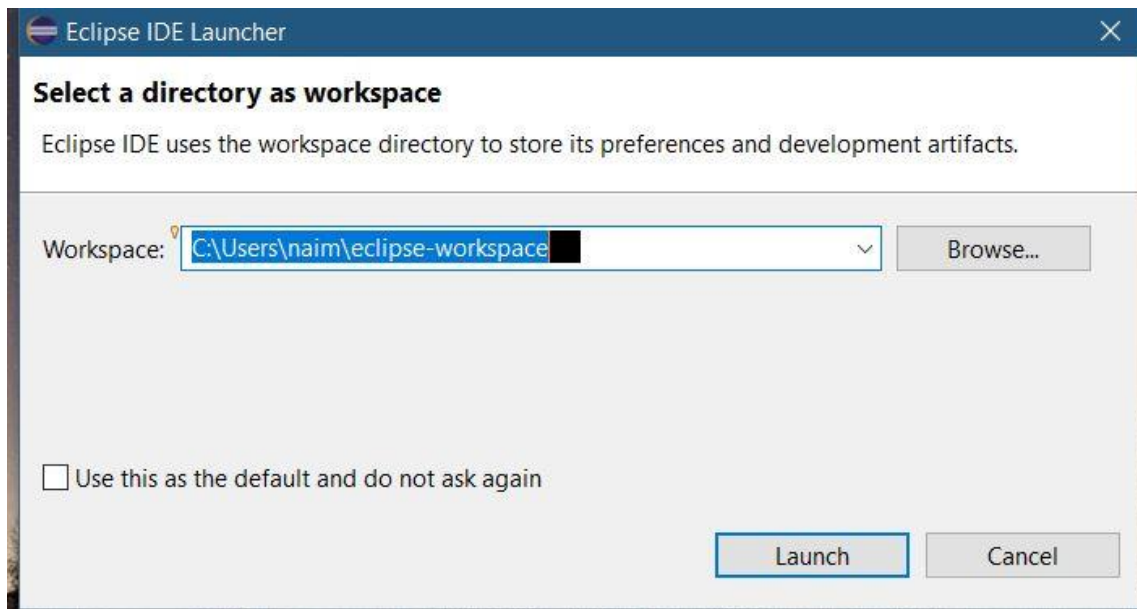 Eclipse IDE Launcher
Select a directory as workspace
Eclipse IDE uses the workspace directory to store its preferences and development artifacts.
Workspace: C:\Users\naim\eclipse-workspace Browse...
Use this as the default and do not ask again
Launch Cancel